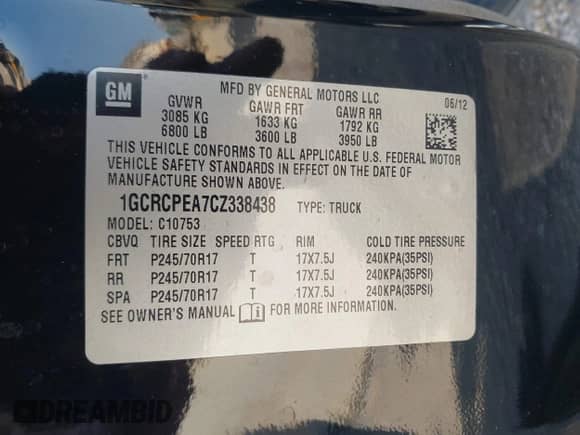 GM
MFD BY GENERAL MOTORS LLC
06/12
GVWR GAWR FRT GAWR RR
3085 KG 1633 KG 1792 KG
6800 LB 3600 LB 3950 LB
THIS VEHICLE CONFORMS TO ALL APPLICABLE U.S. FEDERAL MOTOR
VEHICLE SAFETY STANDARDS IN EFFECT ON THE DATE OF
MANUFACTURE SHOWN ABOVE.
1GCRCPEA7CZ338438 TYPE: TRUCK
MODEL: C10753
CBVQ TIRE SIZE SPEED RTG RIM COLD TIRE PRESSURE
FRT P245/70R17 T 17X7.5J 240KPA(35PSI)
RR P245/70R17 T 17X7.5J 240KPA(35PSI)
SPA P245/70R17 T 17X7.5J 240KPA(35PSI)
SEE OWNER'S MANUAL FOR MORE INFORMATION.
DREAMBID